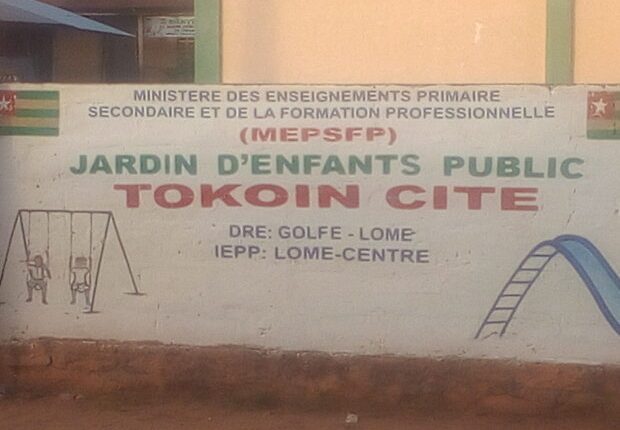 MINISTERE DES ENSEIGNEMENTS PRIMAIRE
SECONDAIRE ET DE LA FORMATION PROFESSIONNELLE
(MEPSFP)
JARDIN D'ENFANTS PUBLIC
TOKOIN CITE
DRE: GOLFE - LOME
IEPP: LOME-CENTRE